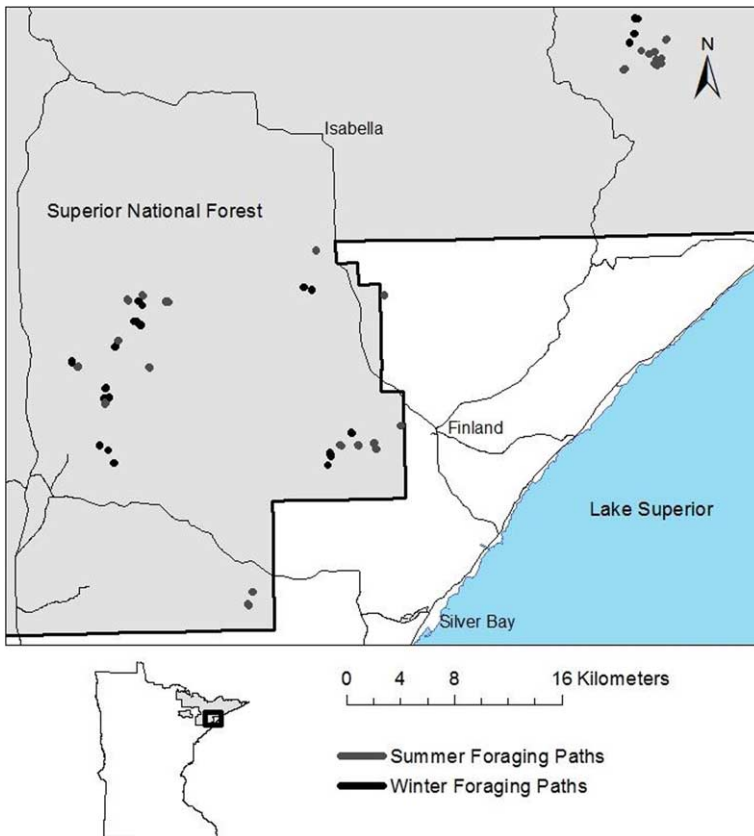 N
Isabella
Superior National Forest
Finland
Lake Superior
Silver Bay
0 4 8 16 Kilometers
Summer Foraging Paths
Winter Foraging Paths